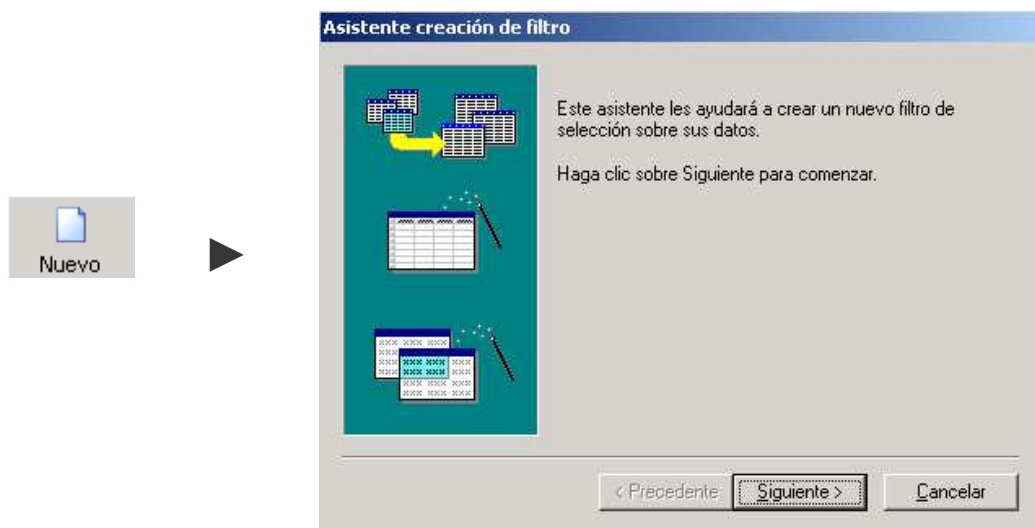 Asistente creación de filtro
Este asistente les ayudará a crear un nuevo filtro de
selección sobre sus datos.
Haga clic sobre Siguiente para comenzar.
Nuevo
< Precedente
Siguiente >
Cancelar